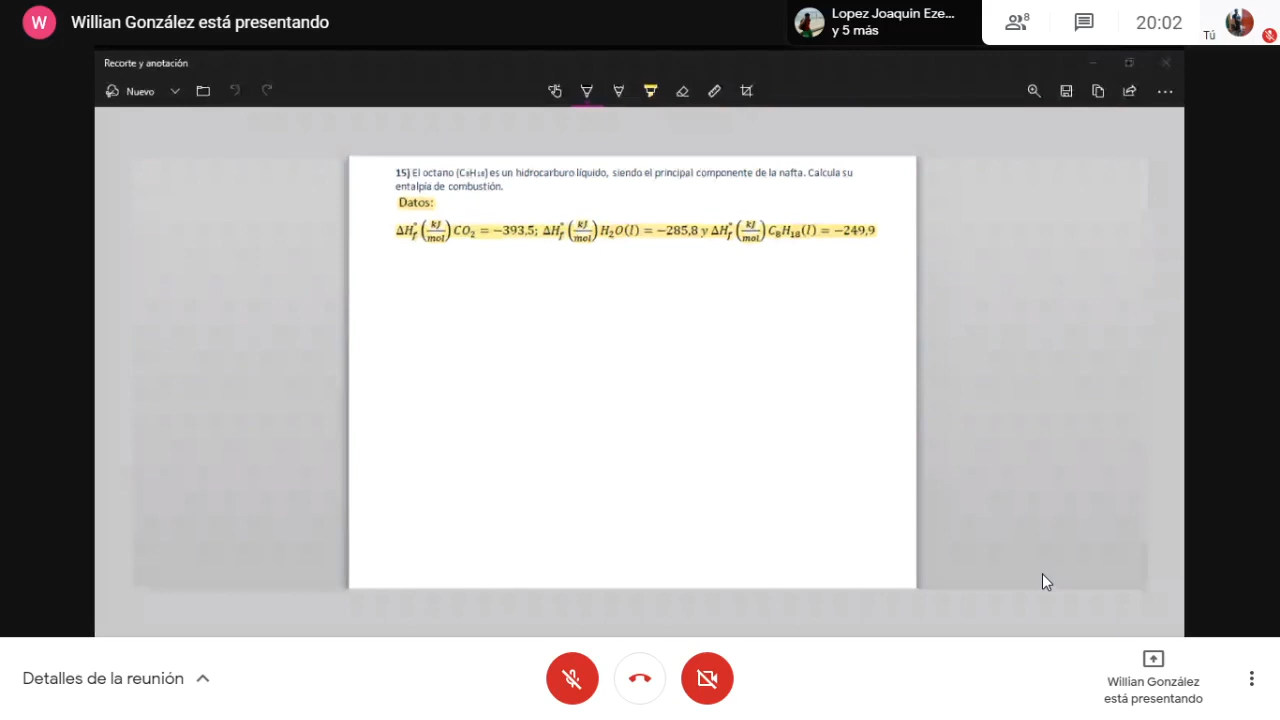 W Willian González está presentando
Lopez Joaquin Eze...
y 5 más
8
20:02
Tú
Recorte y anotación
Nuevo
15) El octano (C₈H₁₈) es un hidrocarburo líquido, siendo el principal componente de la nafta. Calcula su
entalpía de combustión.
Datos:
ΔH°f (kJ/mol) CO₂ = −393,5; ΔH°f (kJ/mol) H₂O(l) = −285,8 y ΔH°f (kJ/mol) C₈H₁₈(l) = −249,9
Detalles de la reunión
Willian González
está presentando